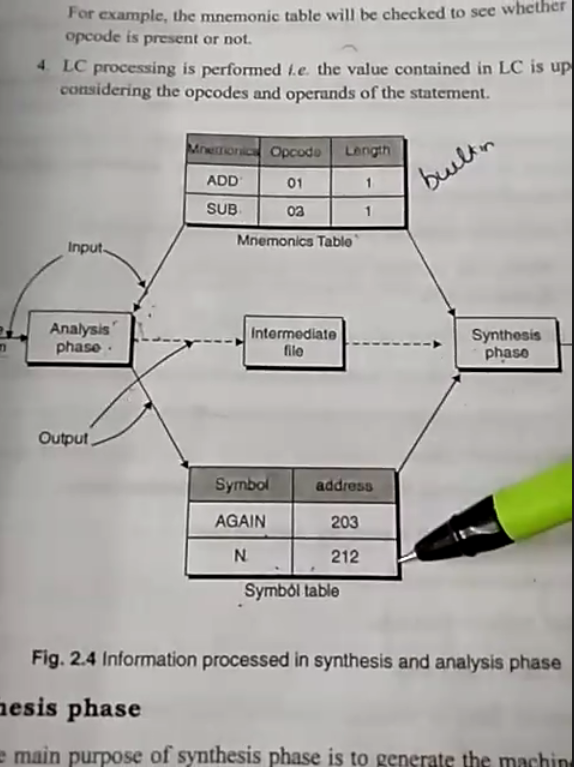 For example, the mnemonic table will be checked to see whether
opcode is present or not.
4. LC processing is performed i.e. the value contained in LC is up
considering the opcodes and operands of the statement.
Mnemonics Opcode Length
ADD 01 1
SUB 02 1
builtin
Mnemonics Table
Input
Analysis
phase
Intermediate
file
Synthesis
phase
Output
Symbol address
AGAIN 203
N 212
Symbol table
Fig. 2.4 Information processed in synthesis and analysis phase
hesis phase
main purpose of synthesis phase is to generate the machin